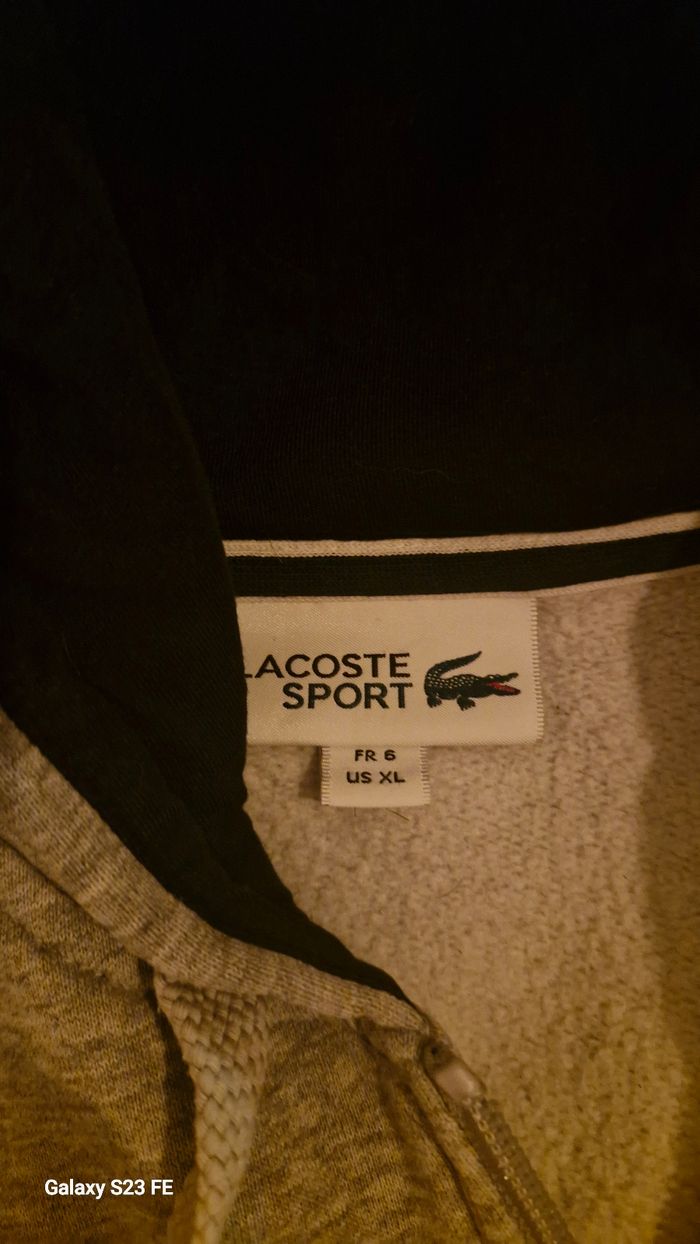 LACOSTE
SPORT
FR 6
US XL
Galaxy S23 FE